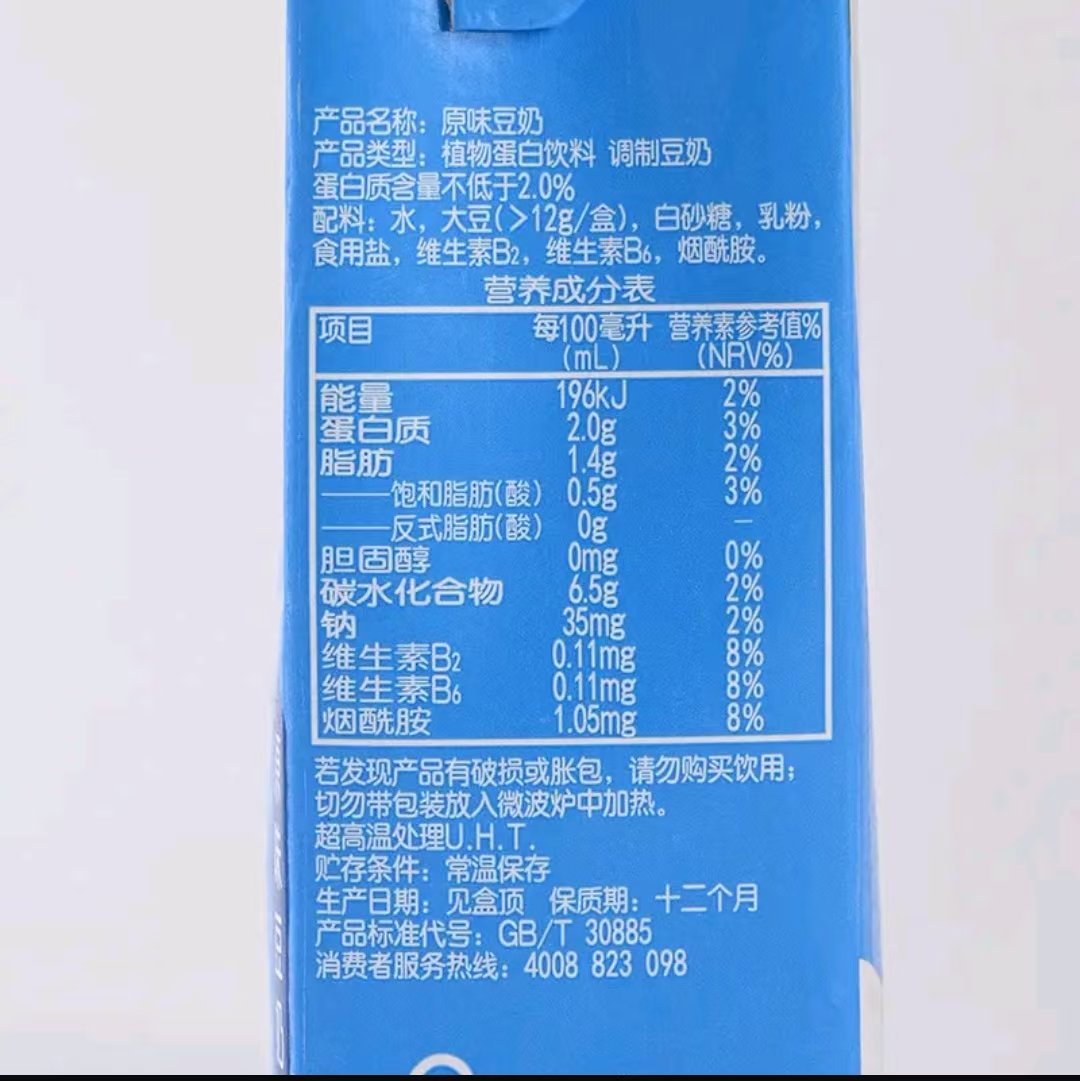 产品名称：原味豆奶
产品类型：植物蛋白饮料 调制豆奶
蛋白质含量不低于2.0%
配料：水，大豆(>12g/盒)，白砂糖，乳粉，
食用盐，维生素B₂，维生素B₆，烟酰胺。
营养成分表
项目 每100毫升(mL) 营养素参考值%(NRV%)
能量 196kJ 2%
蛋白质 2.0g 3%
脂肪 1.4g 2%
——饱和脂肪(酸) 0.5g 3%
——反式脂肪(酸) 0g –
胆固醇 0mg 0%
碳水化合物 6.5g 2%
钠 35mg 2%
维生素B₂ 0.11mg 8%
维生素B₆ 0.11mg 8%
烟酰胺 1.05mg 8%
若发现产品有破损或胀包，请勿购买饮用；
切勿带包装放入微波炉中加热。
超高温处理U.H.T.
贮存条件：常温保存
生产日期：见盒顶 保质期：十二个月
产品标准代号：GB/T 30885
消费者服务热线：4008 823 098